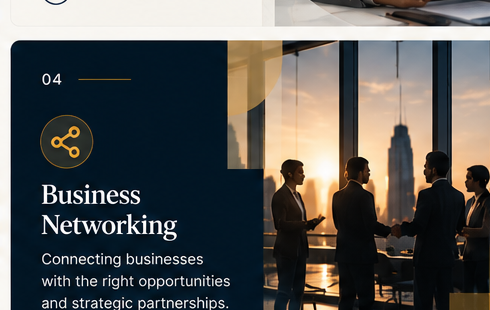 04
Business
Networking
Connecting businesses
with the right opportunities
and strategic partnerships.